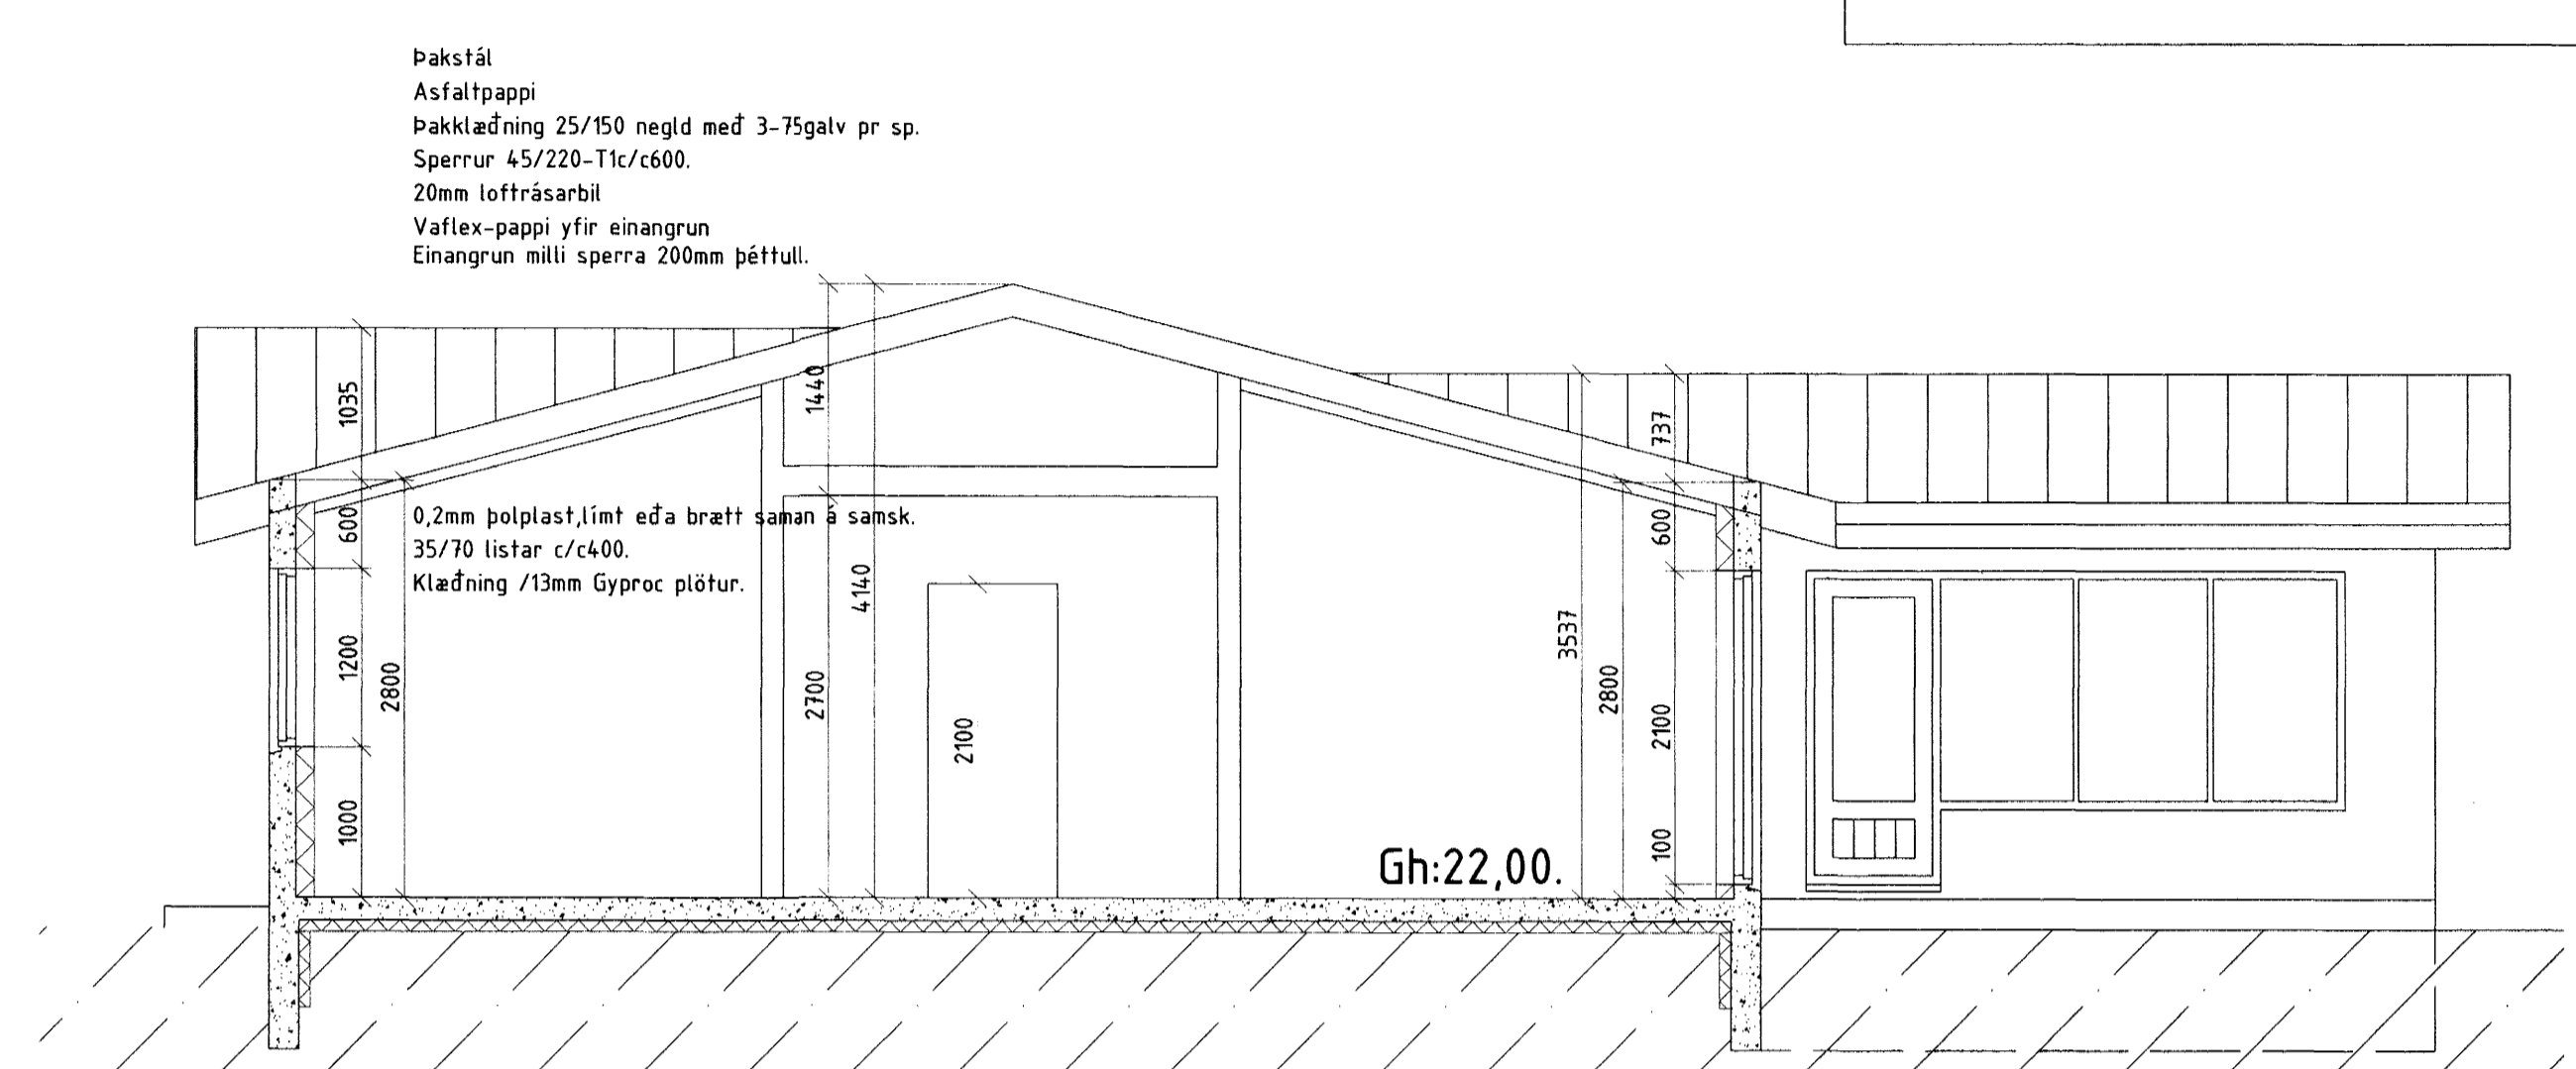 Þakstál
Asfaltpappi
Þakklæðning 25/150 negld með 3-75galv pr sp.
Sperrur 45/220-T1c/c600.
20mm loftrásarbil
Vaflex-pappi yfir einangrun
Einangrun milli sperra 200mm þéttull.
1035
1440
737
600
0,2mm þolplast,límt eða brætt saman á samsk.
35/70 listar c/c400.
Klæðning /13mm Gyproc plötur.
600
4140
3537
1200
2800
2700
2100
2800
2100
1000
100
Gh:22,00.